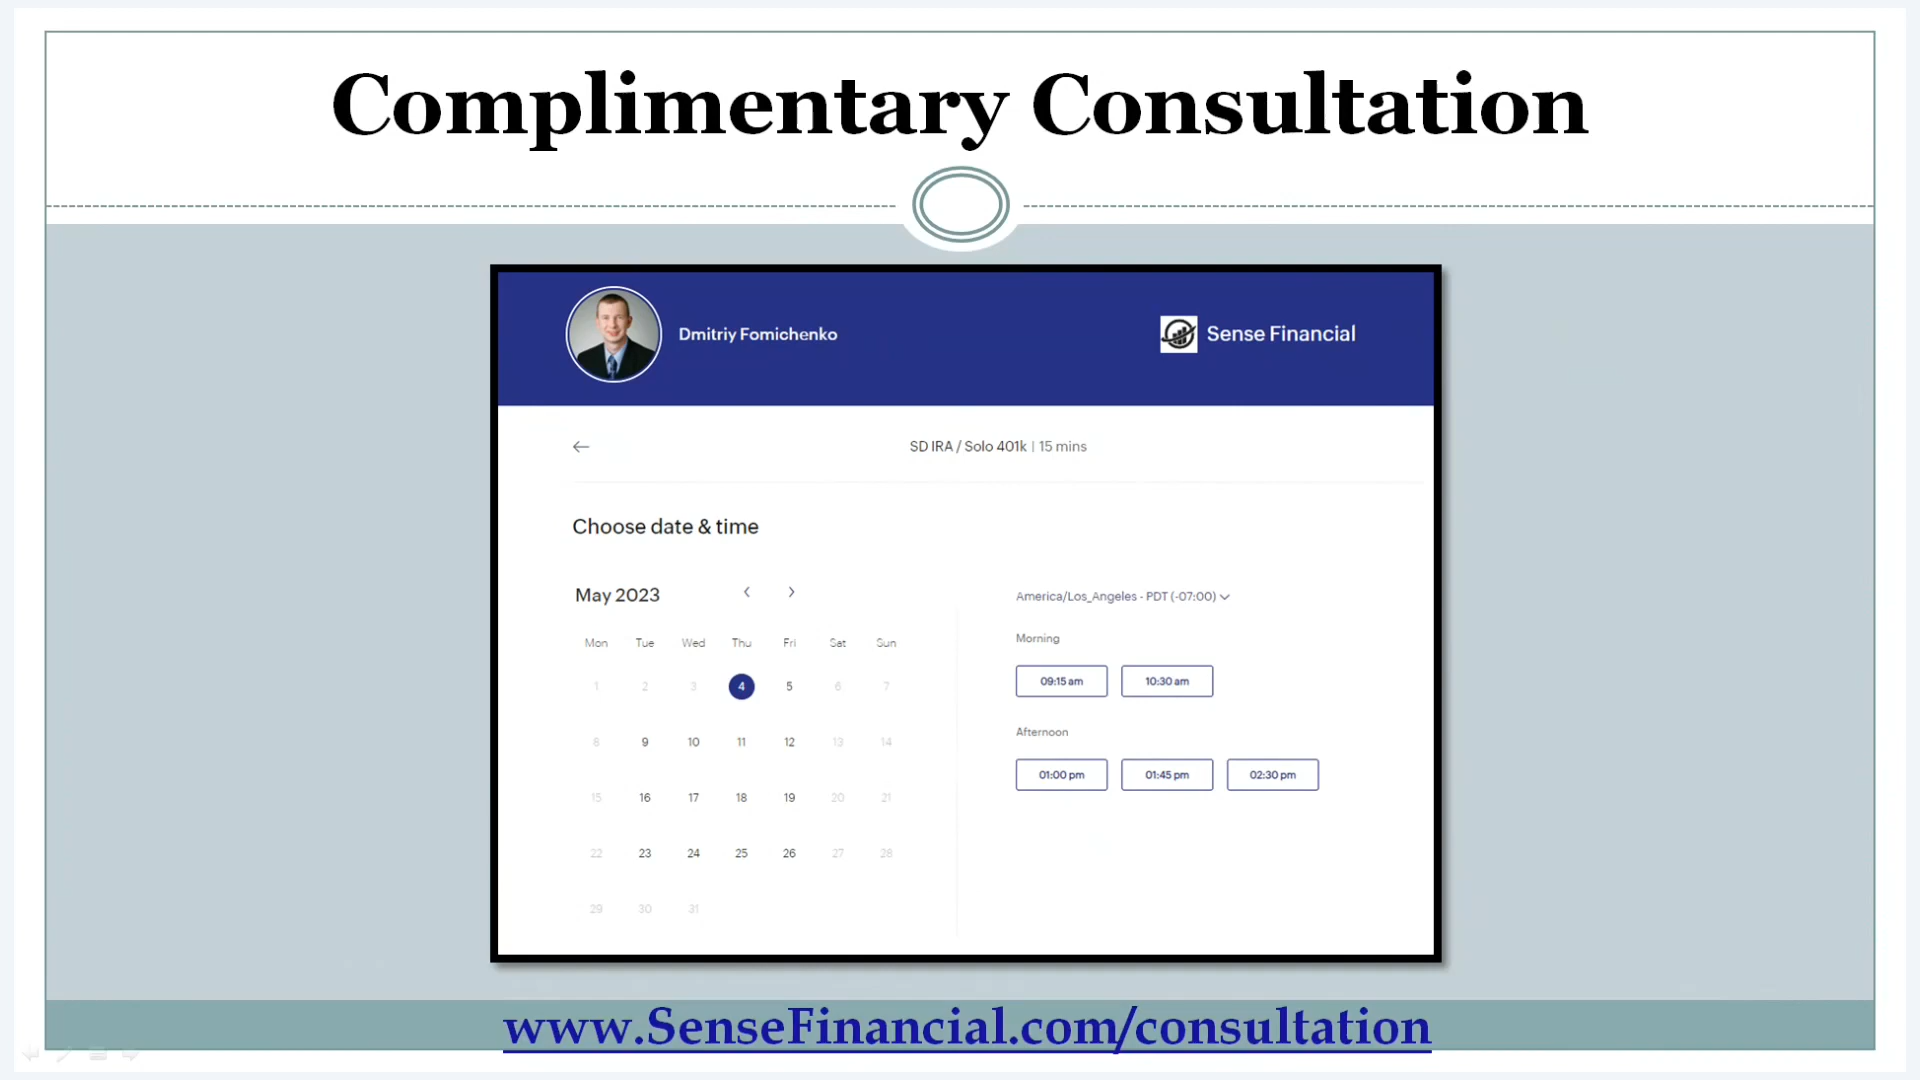 Complimentary Consultation
Dmitriy Fomichenko
Sense Financial
SD IRA / Solo 401k | 15 mins
Choose date & time
May 2023
America/Los_Angeles - PDT (-07:00)
Mon Tue Wed Thu Fri Sat Sun
1 2 3 4 5 6 7
8 9 10 11 12 13 14
15 16 17 18 19 20 21
22 23 24 25 26 27 28
29 30 31
Morning
09:15 am 10:30 am
Afternoon
01:00 pm 01:45 pm 02:30 pm
www.SenseFinancial.com/consultation